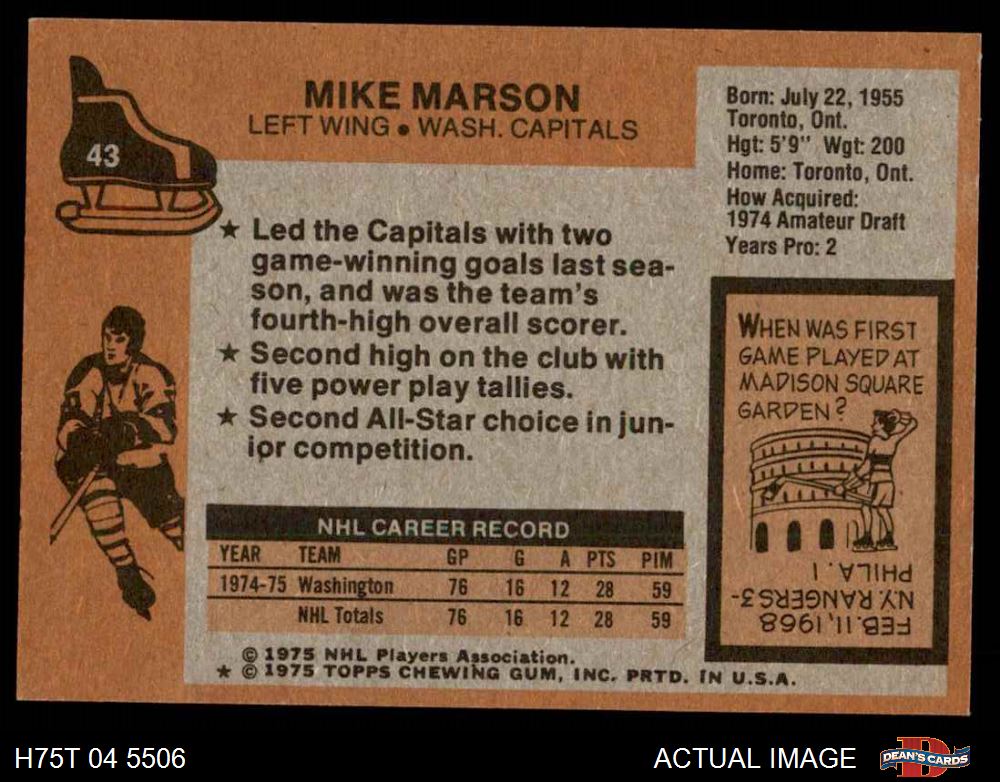 43
MIKE MARSON
LEFT WING • WASH. CAPITALS
Born: July 22, 1955
Toronto, Ont.
Hgt: 5'9" Wgt: 200
Home: Toronto, Ont.
How Acquired:
1974 Amateur Draft
Years Pro: 2
★ Led the Capitals with two
game-winning goals last sea-
son, and was the team's
fourth-high overall scorer.
★ Second high on the club with
five power play tallies.
★ Second All-Star choice in jun-
ior competition.
WHEN WAS FIRST
GAME PLAYED AT
MADISON SQUARE
GARDEN?
FEB. 11, 1968
N.Y. RANGERS 3-
PHILA. 1
NHL CAREER RECORD
YEAR TEAM GP G A PTS PIM
1974-75 Washington 76 16 12 28 59
NHL Totals 76 16 12 28 59
© 1975 NHL Players Association.
★ © 1975 TOPPS CHEWING GUM, INC. PRTD. IN U.S.A.
H75T 04 5506
ACTUAL IMAGE
DEAN'S CARDS